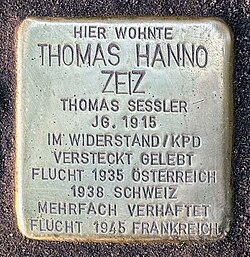 HIER WOHNTE
THOMAS HANNO
ZEIZ
THOMAS SESSLER
JG. 1915
IM WIDERSTAND/KPD
VERSTECKT GELEBT
FLUCHT 1935 ÖSTERREICH
1938 SCHWEIZ
MEHRFACH VERHAFTET
FLUCHT 1945 FRANKREICH